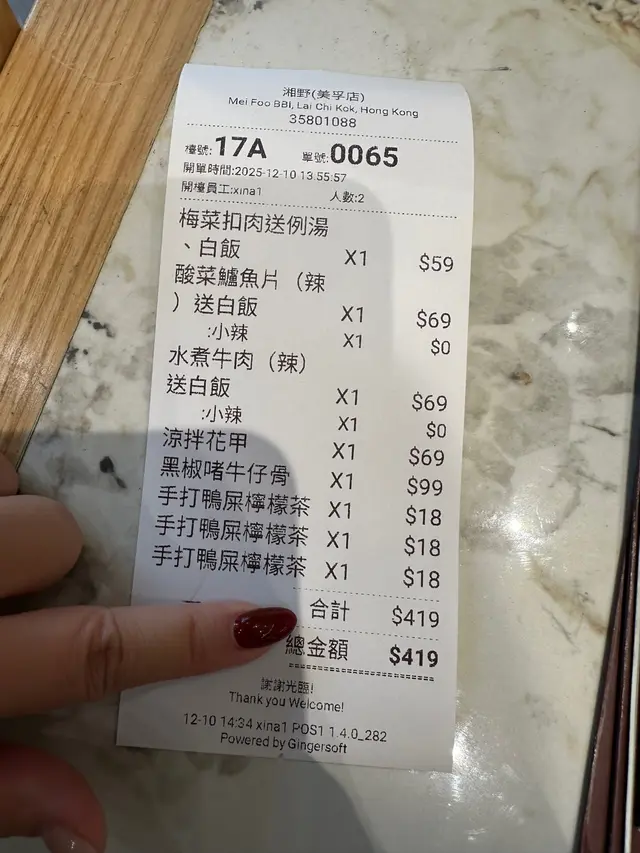 湘野(美孚店)
Mei Foo BBI, Lai Chi Kok, Hong Kong
35801088
檯號:17A 單號:0065
開單時間:2025-12-10 13:55:57
開檯員工:xina1 人數:2
梅菜扣肉送例湯
、白飯 X1 $59
酸菜鱸魚片（辣
）送白飯 X1 $69
:小辣 X1 $0
水煮牛肉（辣）
送白飯 X1 $69
:小辣 X1 $0
涼拌花甲 X1 $69
黑椒啫牛仔骨 X1 $99
手打鴨屎檸檬茶 X1 $18
手打鴨屎檸檬茶 X1 $18
手打鴨屎檸檬茶 X1 $18
合計 $419
總金額 $419
謝謝光臨!
Thank you Welcome!
12-10 14:34 xina1 POS1 1.4.0_282
Powered by Gingersoft